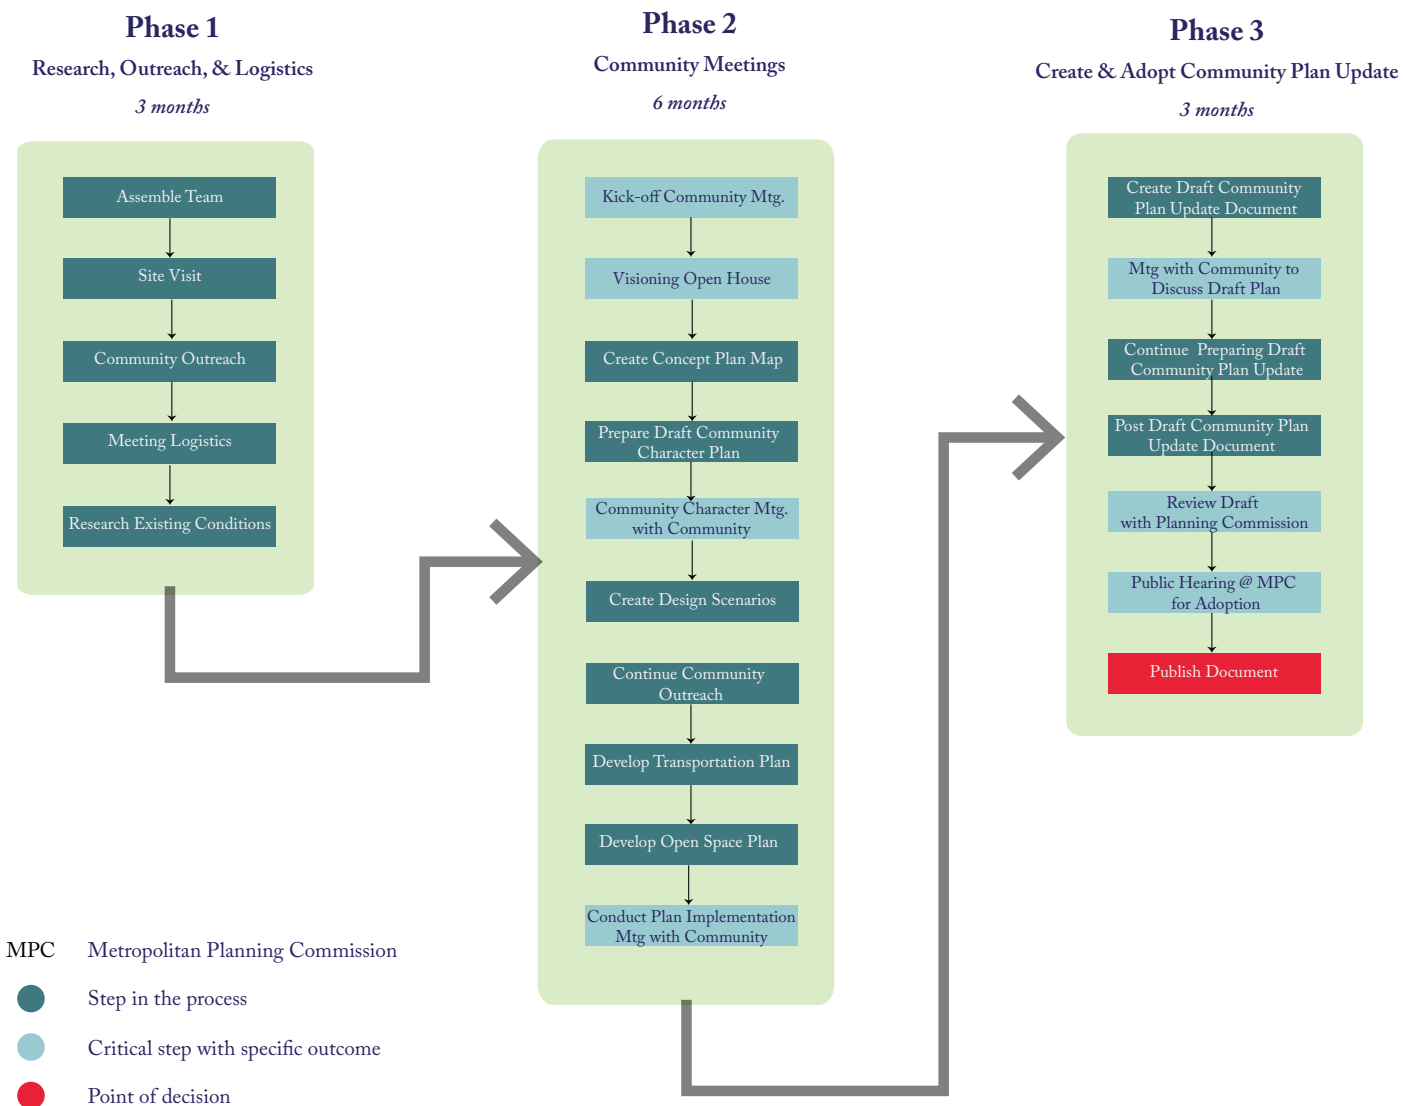 Phase 1
Research, Outreach, & Logistics
3 months
Assemble Team
Site Visit
Community Outreach
Meeting Logistics
Research Existing Conditions
Phase 2
Community Meetings
6 months
Kick-off Community Mtg.
Visioning Open House
Create Concept Plan Map
Prepare Draft Community
Character Plan
Community Character Mtg.
with Community
Create Design Scenarios
Continue Community
Outreach
Develop Transportation Plan
Develop Open Space Plan
Conduct Plan Implementation
Mtg with Community
Phase 3
Create & Adopt Community Plan Update
3 months
Create Draft Community
Plan Update Document
Mtg with Community to
Discuss Draft Plan
Continue Preparing Draft
Community Plan Update
Post Draft Community Plan
Update Document
Review Draft
with Planning Commission
Public Hearing @ MPC
for Adoption
Publish Document
MPC Metropolitan Planning Commission
Step in the process
Critical step with specific outcome
Point of decision